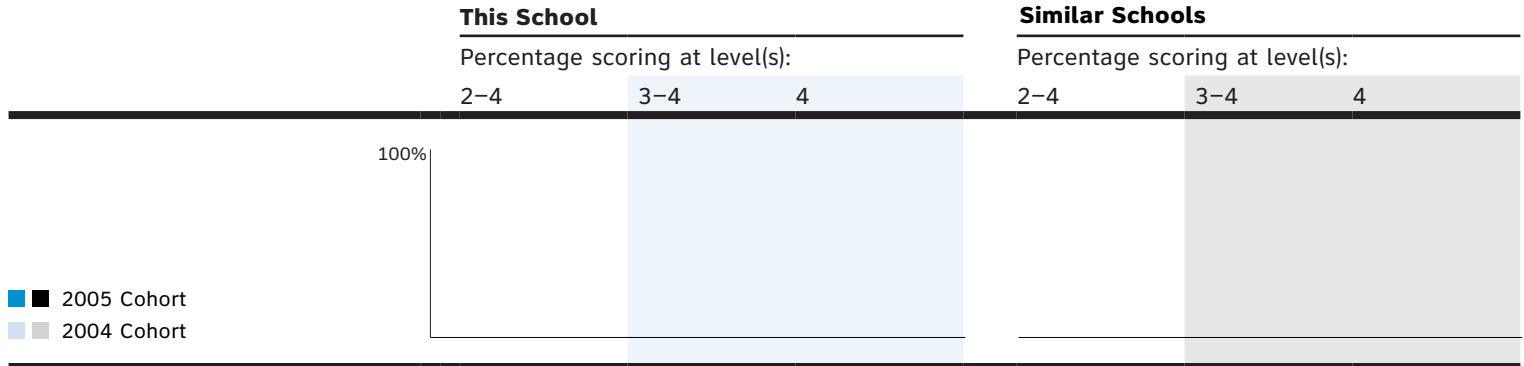 This School
Similar Schools
Percentage scoring at level(s):
Percentage scoring at level(s):
2–4 3–4 4
2–4 3–4 4
100%
2005 Cohort
2004 Cohort